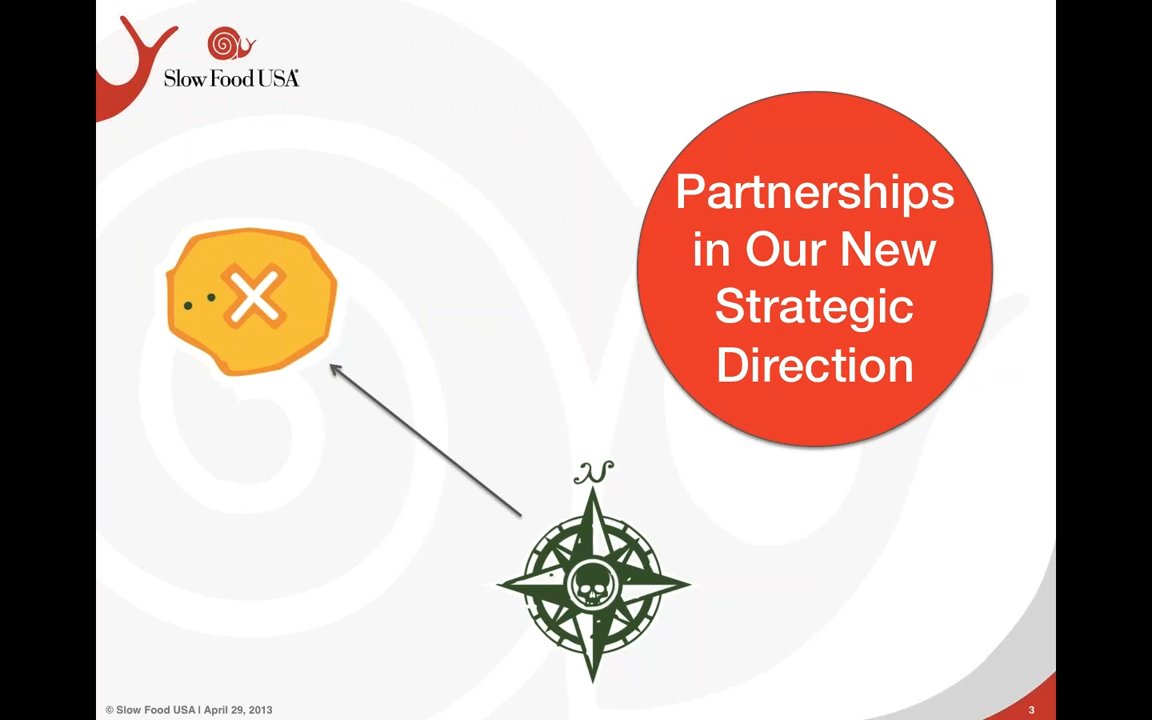 Slow Food USA®
Partnerships
in Our New
Strategic
Direction
N
© Slow Food USA | April 29, 2013
3